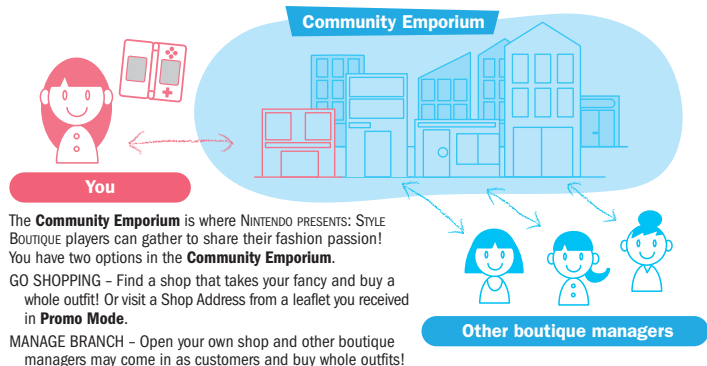 Community Emporium
You
The Community Emporium is where NINTENDO PRESENTS: STYLE
BOUTIQUE players can gather to share their fashion passion!
You have two options in the Community Emporium.
GO SHOPPING – Find a shop that takes your fancy and buy a
whole outfit! Or visit a Shop Address from a leaflet you received
in Promo Mode.
MANAGE BRANCH – Open your own shop and other boutique
managers may come in as customers and buy whole outfits!
Other boutique managers